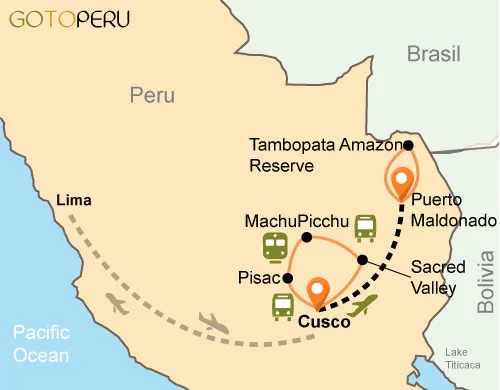 GOTOPERU
Brasil
Peru
Tambopata Amazon
Reserve
Lima
Puerto
Maldonado
MachuPicchu
Pisac
Sacred
Valley
Bolivia
Cusco
Pacific
Ocean
Lake
Titicaca